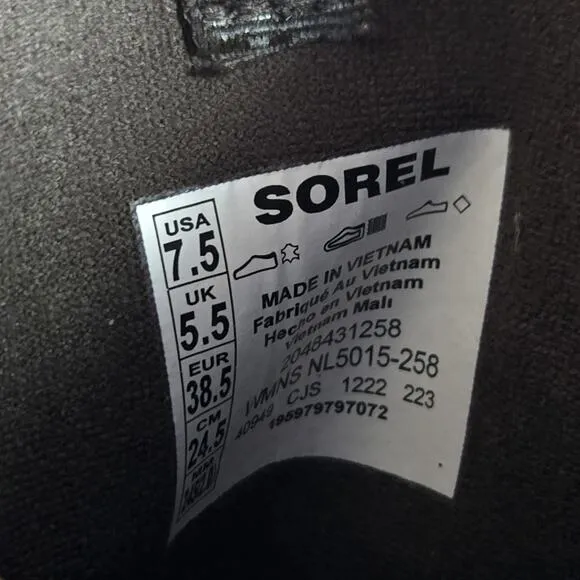 SOREL
USA
7.5
UK
5.5
EUR
38.5
CM
24.5
MM
MADE IN VIETNAM
Fabriqué Au Vietnam
Hecho en Vietnam
Vietnam Malı
2048431258
WMNS NL5015-258
40949 CJS 1222 223
195979797072